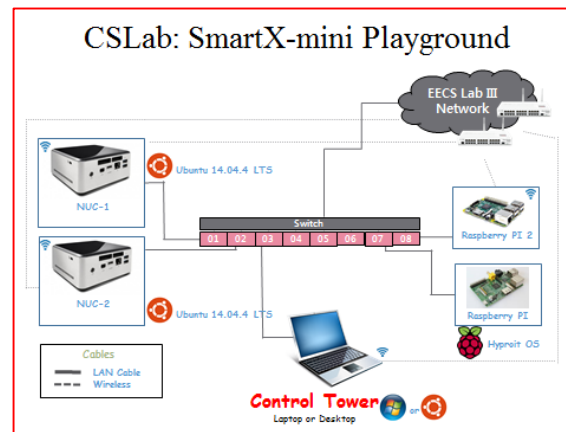 CSLab: SmartX-mini Playground
EECS Lab Ⅲ
Network
Ubuntu 14.04.4 LTS
NUC-1
Switch
01 02 03 04 05 06 07 08
Raspberry PI 2
NUC-2
Ubuntu 14.04.4 LTS
Raspberry PI
Hyproit OS
Cables
LAN Cable
Wireless
Control Tower
or
Laptop or Desktop